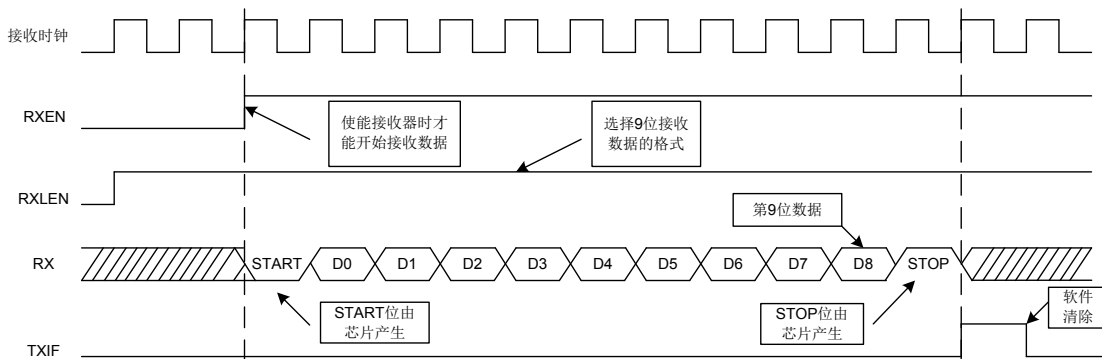 接收时钟
RXEN
使能接收器时才
能开始接收数据
选择9位接收
数据的格式
RXLEN
第9位数据
RX
START
D0
D1
D2
D3
D4
D5
D6
D7
D8
STOP
START位由
芯片产生
STOP位由
芯片产生
软件
清除
TXIF